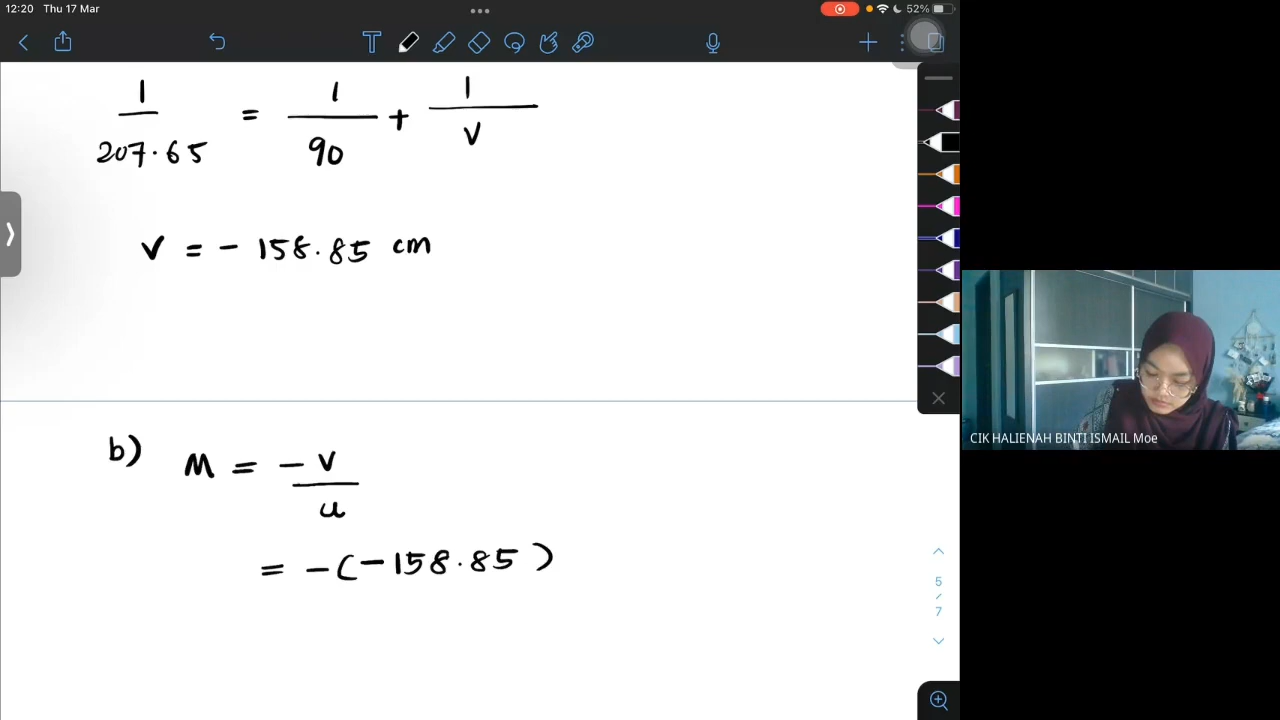 12:20 Thu 17 Mar
52%
T
1/207.65 = 1/90 + 1/v
v = - 158.85 cm
b) M = - v/u
= - ( - 158.85 )
5
/
7
CIK HALIENAH BINTI ISMAIL Moe